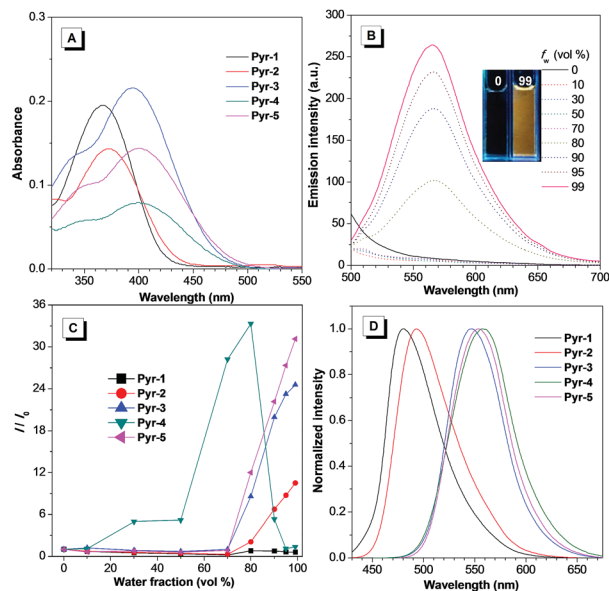 A
Pyr-1
Pyr-2
Pyr-3
Pyr-4
Pyr-5
0.3
0.2
0.1
0.0
350
400
450
500
550
Wavelength (nm)
Absorbance
B
fw (vol %)
0
10
30
50
70
80
90
95
99
0 99
300
250
200
150
100
50
0
500
550
600
650
700
Wavelength (nm)
Emission intensity (a.u.)
C
Pyr-1
Pyr-2
Pyr-3
Pyr-4
Pyr-5
36
30
24
18
12
6
0
0
20
40
60
80
100
Water fraction (vol %)
I / I0
D
Pyr-1
Pyr-2
Pyr-3
Pyr-4
Pyr-5
1.0
0.8
0.6
0.4
0.2
0.0
450
500
550
600
650
Wavelength (nm)
Normalized intensity